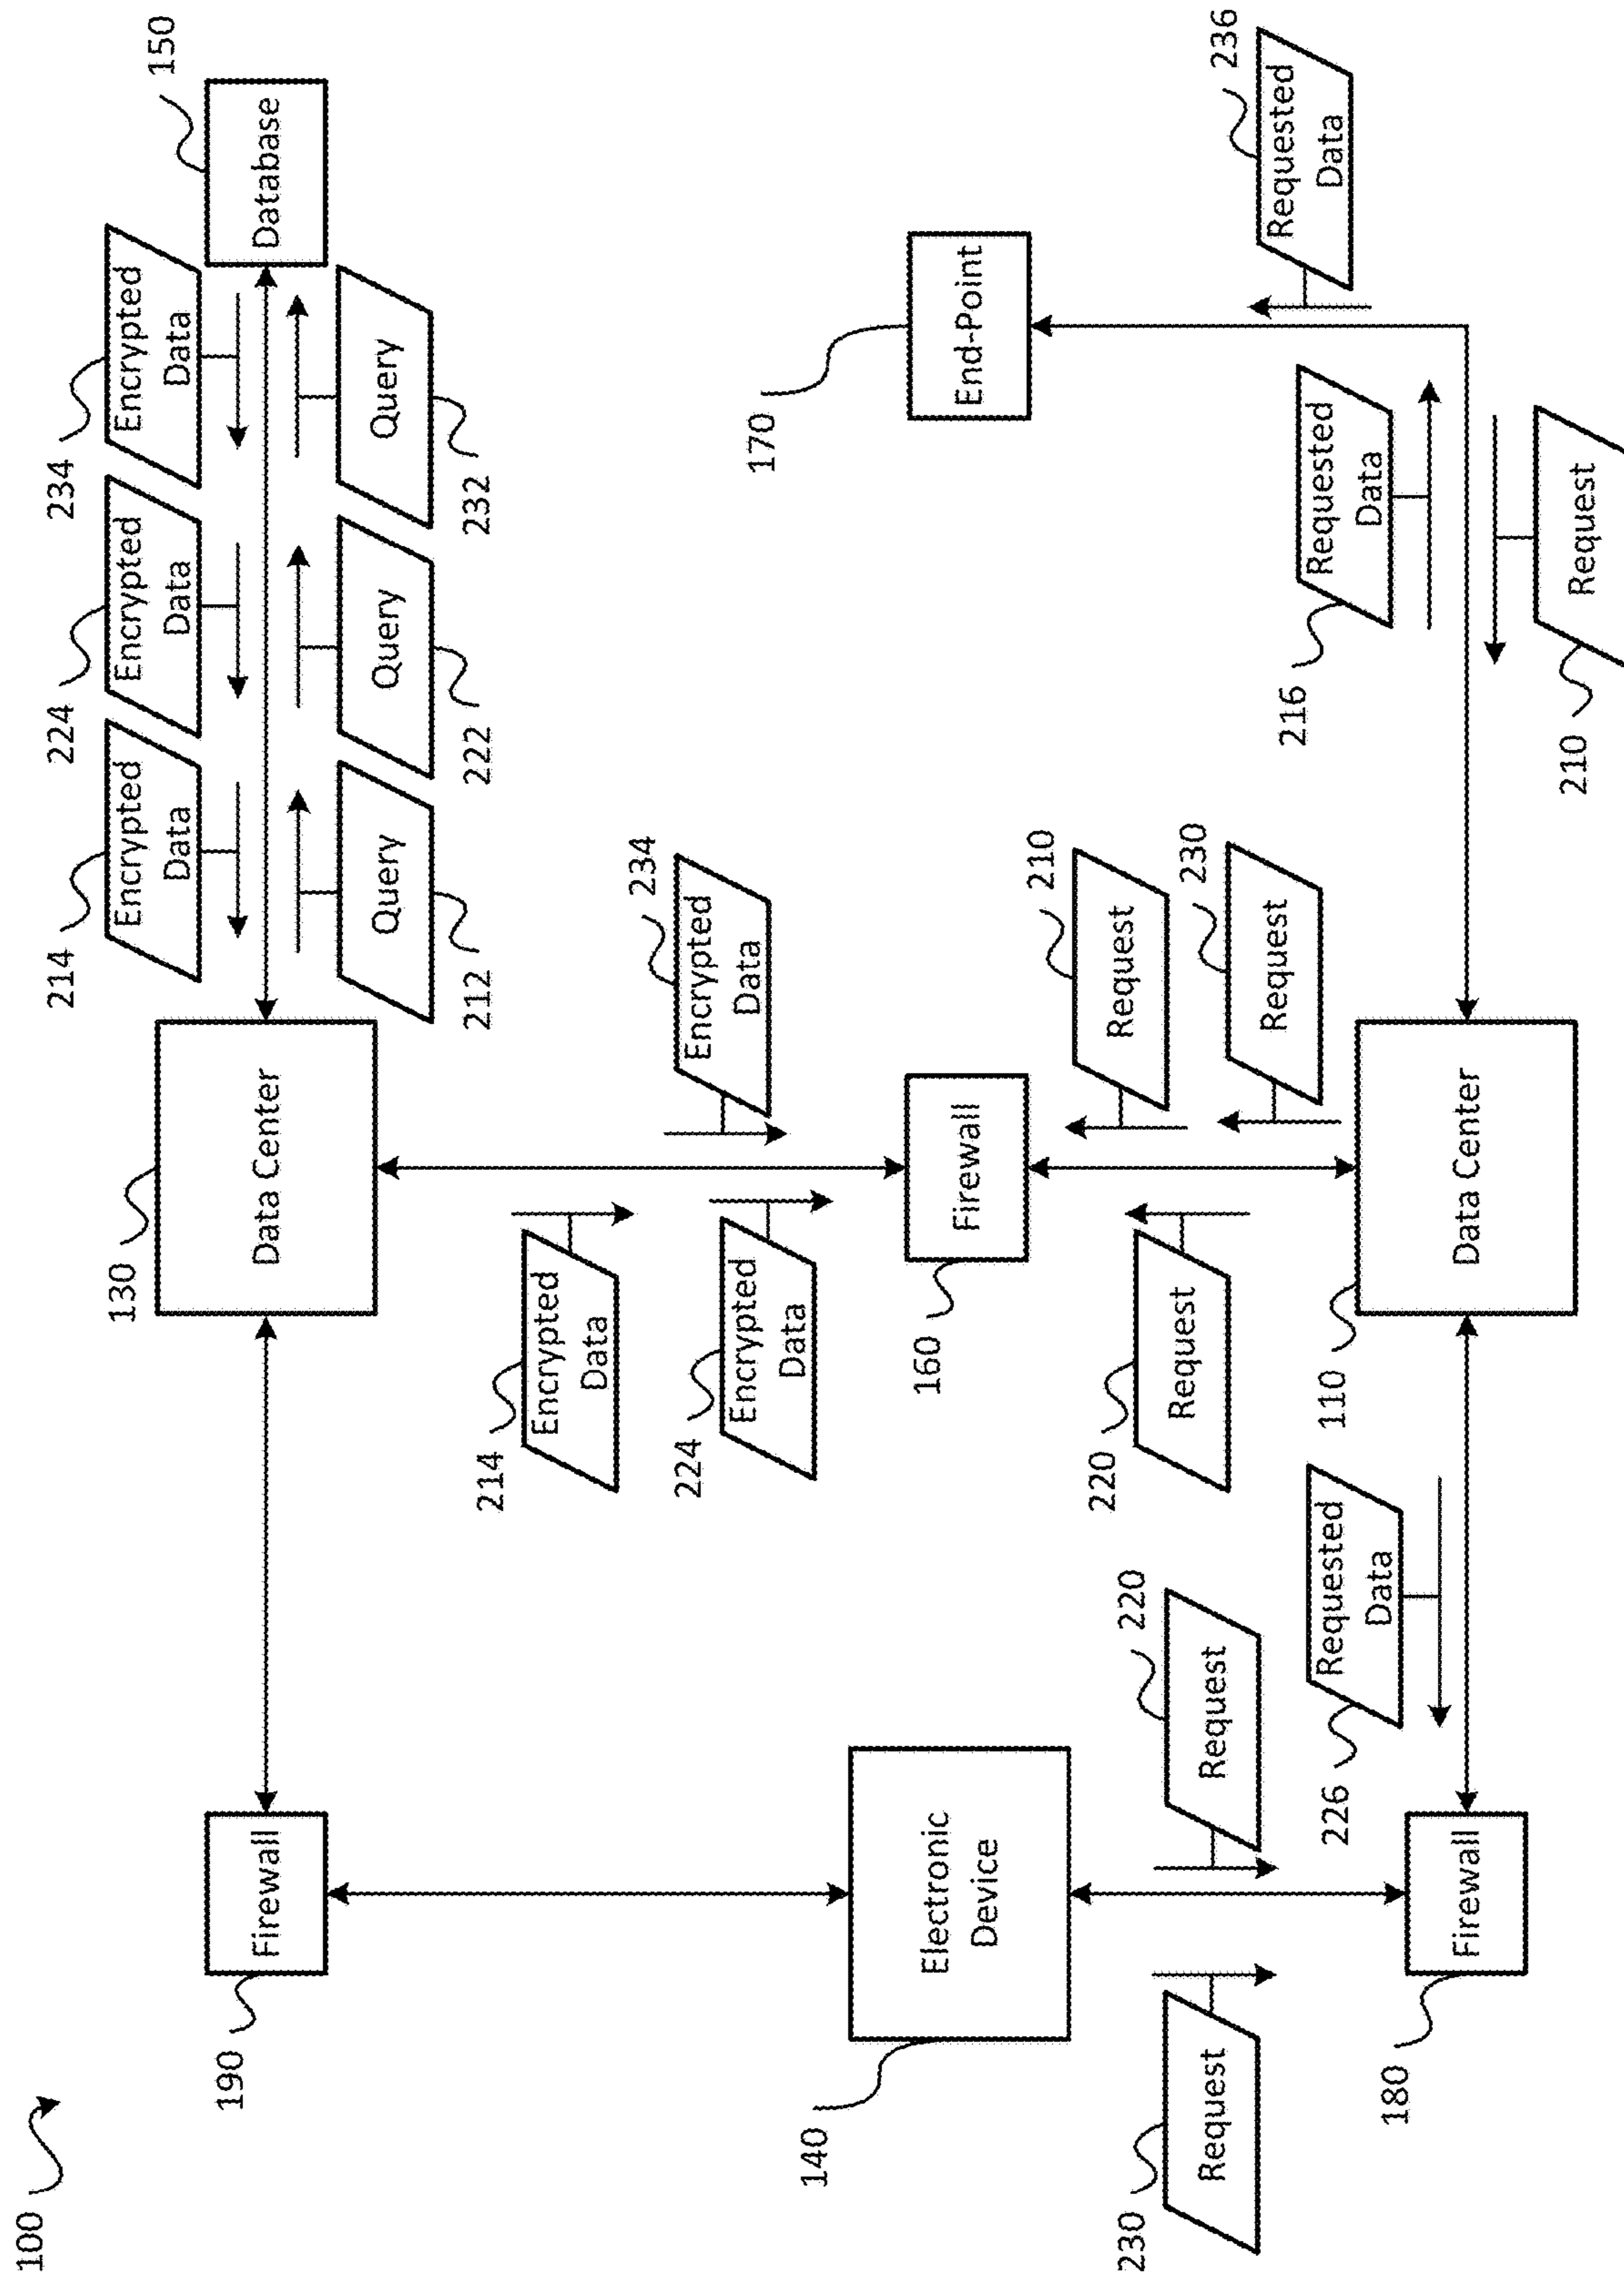 100
190
Firewall
130
Data Center
214
Encrypted
Data
224
Encrypted
Data
234
Encrypted
Data
150
Database
Query
212
Query
222
Query
232
214
Encrypted
Data
224
Encrypted
Data
234
Encrypted
Data
140
Electronic
Device
160
Firewall
170
End-Point
230
Request
220
Request
220
Request
210
Request
230
Request
236
Requested
Data
226
Requested
Data
216
Requested
Data
180
Firewall
110
Data Center
210
Request